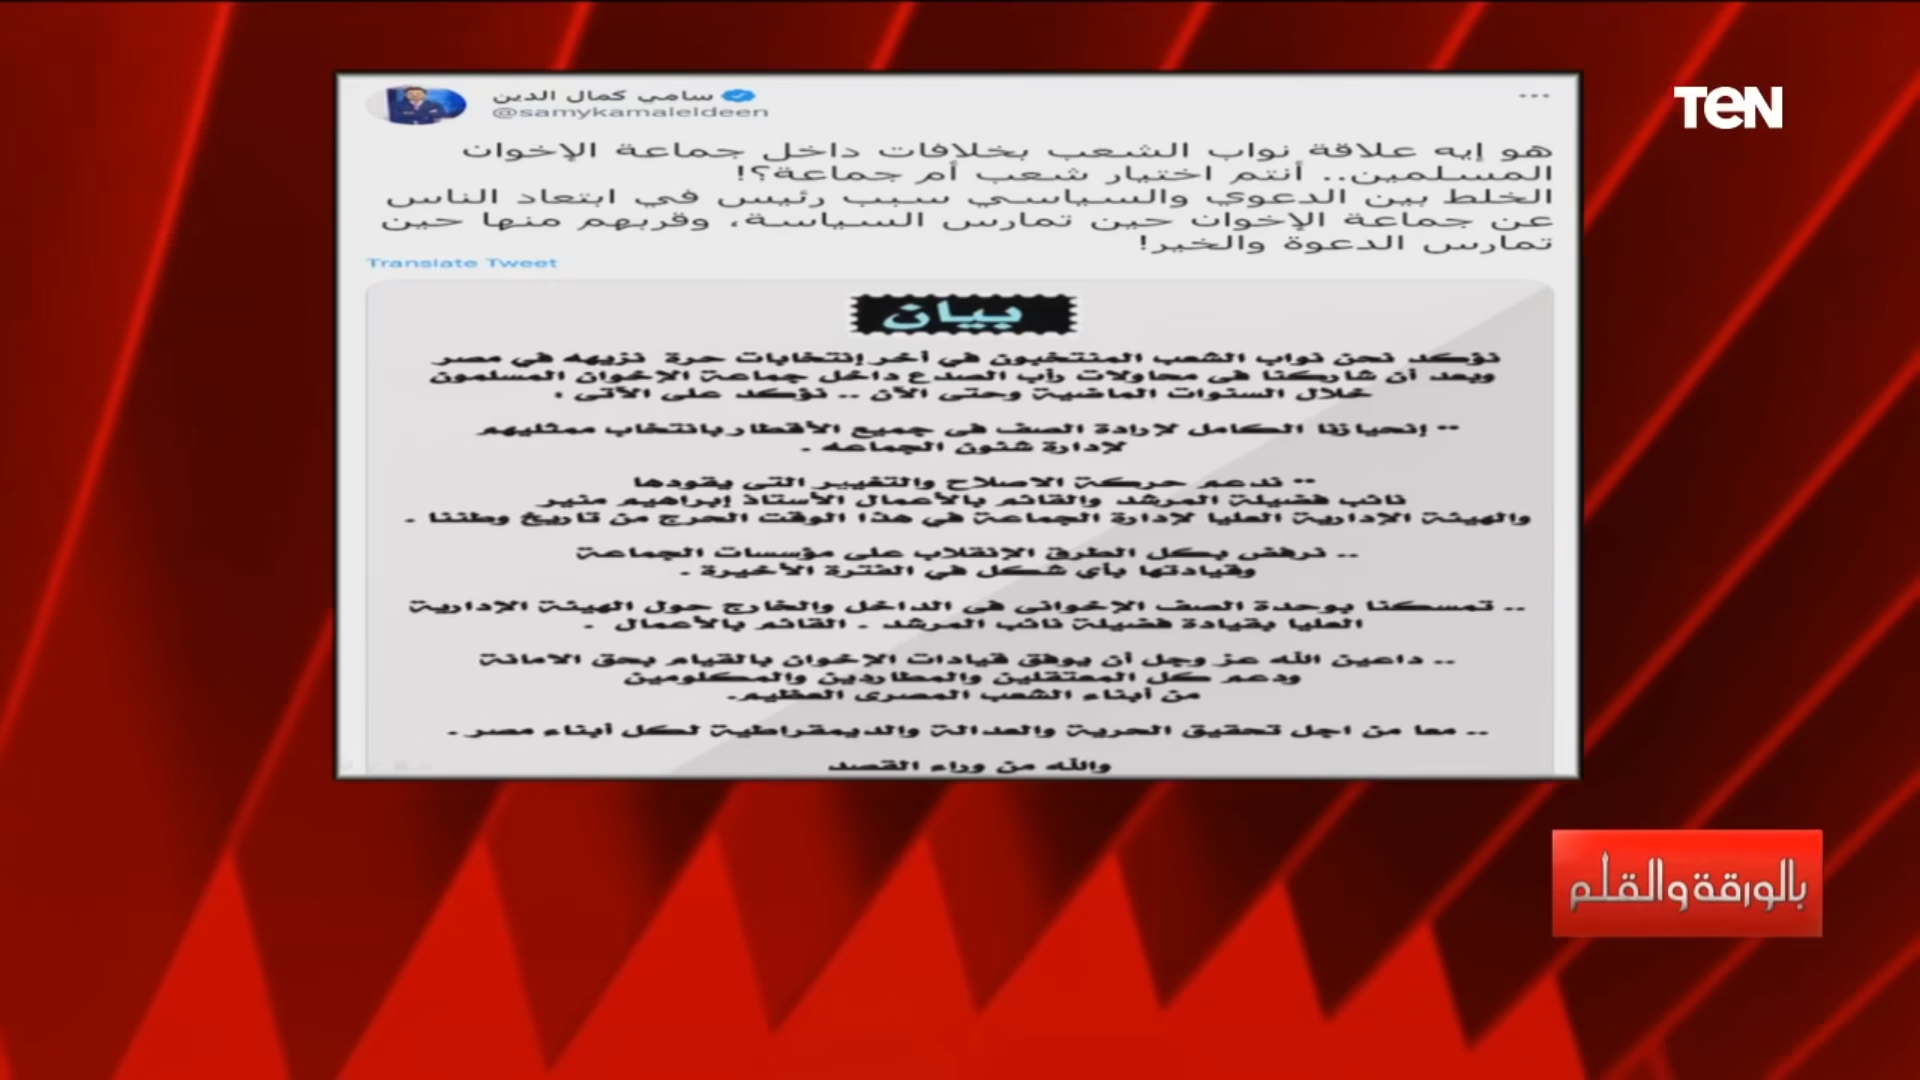 TEN
سامي كمال الدين
@samykamaleldeen
هو إيه علاقة نواب الشعب بخلافات داخل جماعة الإخوان
المسلمين.. أنتم اختيار شعب أم جماعة؟!
الخلط بين الدعوي والسياسي سبب رئيس في ابتعاد الناس
عن جماعة الإخوان حين تمارس السياسة، وقربهم منها حين
تمارس الدعوة والخير!
Translate Tweet
بيان
نؤكد نحن نواب الشعب المنتخبون في أخر إنتخابات حرة نزيهه في مصر
وبعد أن شاركنا فى محاولات رأب الصدع داخل جماعة الإخوان المسلمون
خلال السنوات الماضية وحتى الأن .. نؤكد على الأتى :
-- إنحيازنا الكامل لإرادة الصف فى جميع الأقطار بانتخاب ممثليهم
لإدارة شئون الجماعه .
-- ندعم حركة الاصلاح والتغيير التى يقودها
نائب فضيلة المرشد والقائم بالأعمال الأستاذ إبراهيم منير
والهيئة الإدارية العليا لإدارة الجماعة في هذا الوقت الحرج من تاريخ وطننا .
.. نرفض بكل الطرق الإنقلاب على مؤسسات الجماعة
وقيادتها بأي شكل في الفترة الأخيرة .
.. تمسكنا بوحدة الصف الإخوانى فى الداخل والخارج حول الهيئة الإدارية
العليا بقيادة فضيلة نائب المرشد - القائم بالأعمال .
.. داعين الله عز وجل أن يوفق قيادات الإخوان بالقيام بحق الامانة
ودعم كل المعتقلين والمطاردين والمكلومين
من أبناء الشعب المصرى العظيم.
.. معا من اجل تحقيق الحرية والعدالة والديمقراطية لكل أبناء مصر .
والله من وراء القصد
بالورقة والقلم